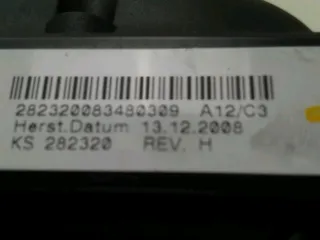 282320083480309 A12/C3
Herst.Datum 13.12.2008
KS 282320 REV. H